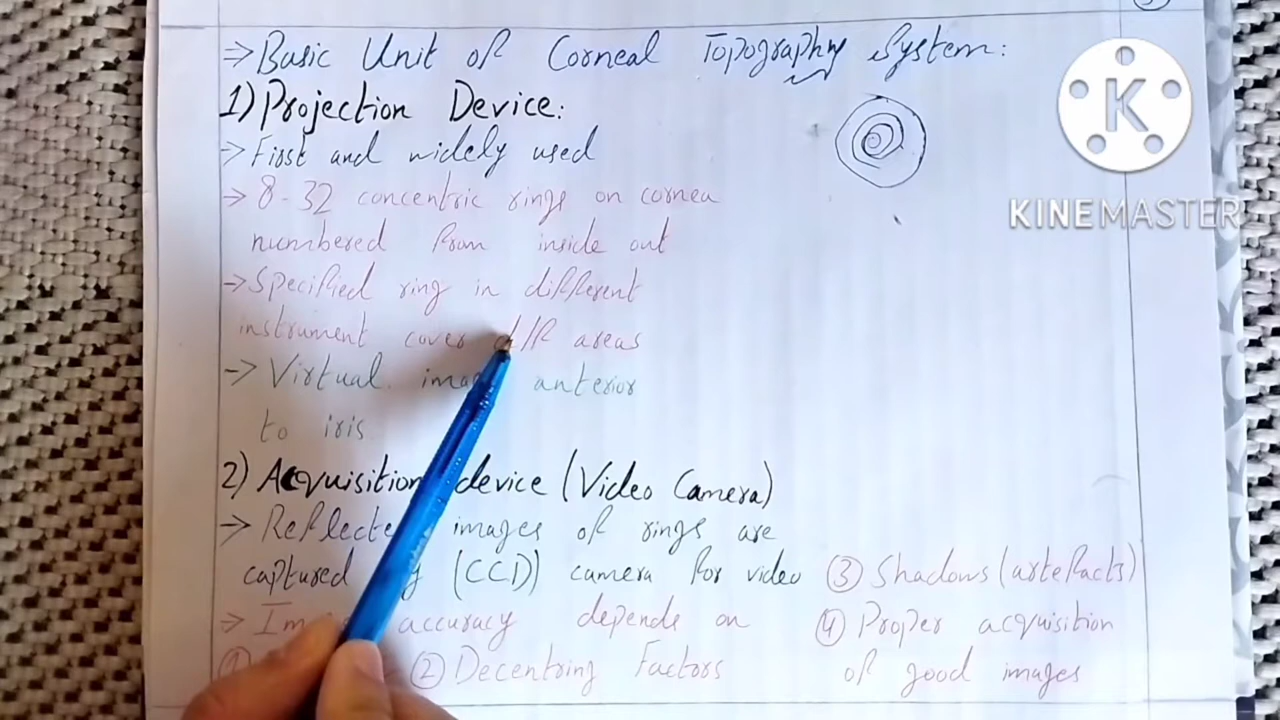 ⇒ Basic Unit of Corneal Topography System:
1) Projection Device:
→ First and widely used
→ 8-32 concentric rings on cornea
numbered from inside out
→ Specified ring in different
instrument cover areas
→ Virtual anterior
to iris
2) Acquisition device (Video Camera)
→ images of rings are
captured (CCD) camera for video
→ accuracy depends on
② Decentring Factors
③ Shadows (artefacts)
④ Proper acquisition
of good images
K
KINEMASTER